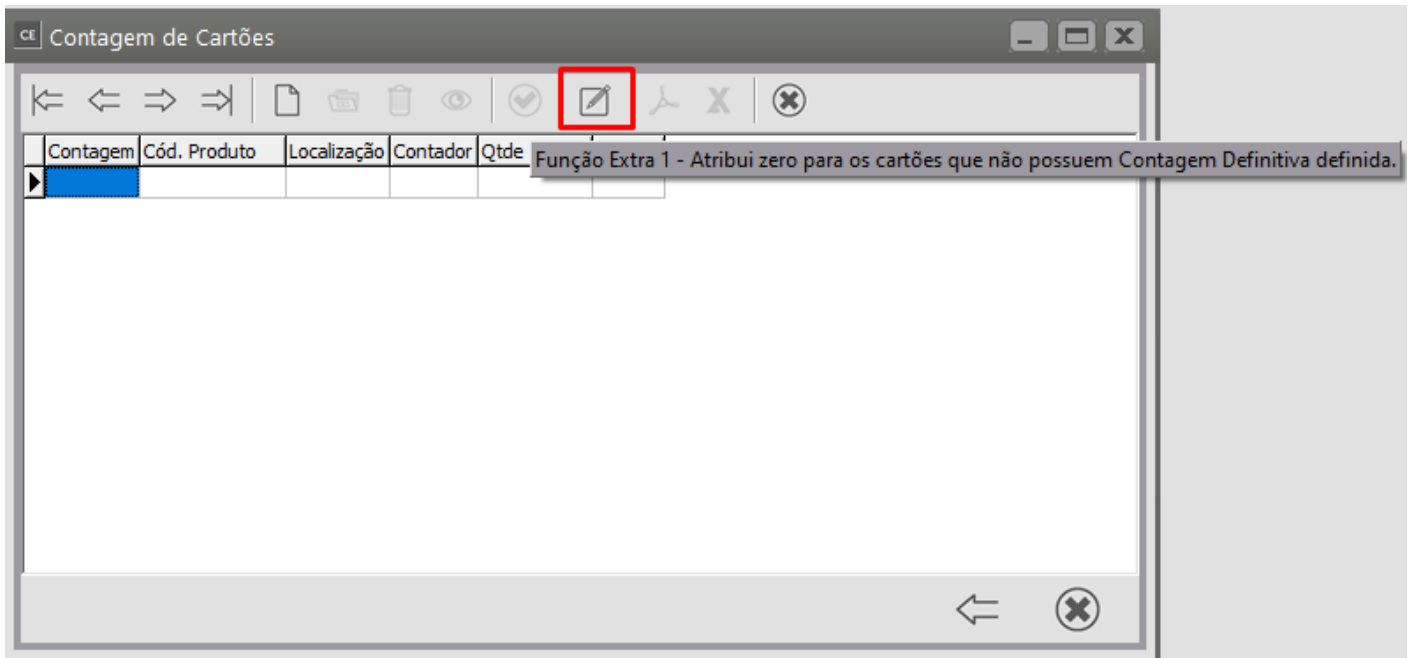 CE Contagem de Cartões
Contagem Cód. Produto Localização Contador Qtde
Função Extra 1 - Atribui zero para os cartões que não possuem Contagem Definitiva definida.